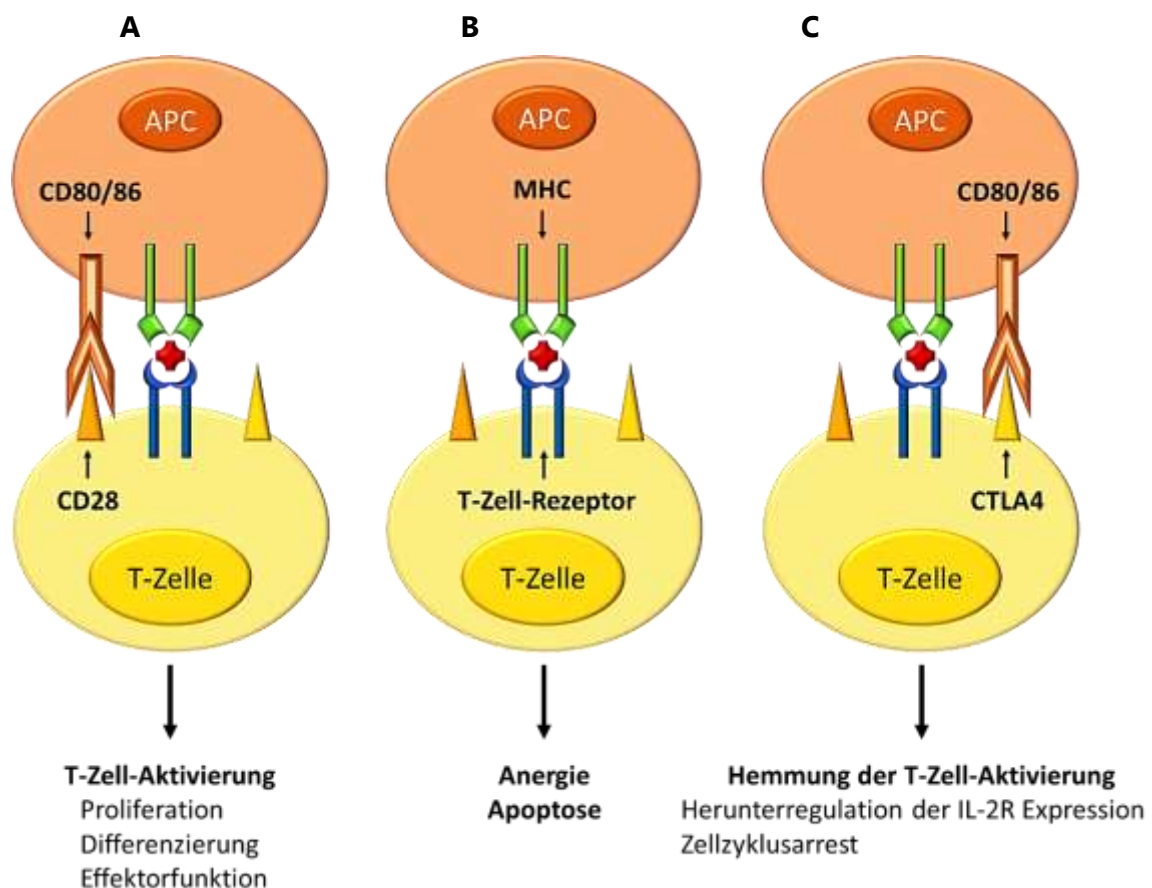 A
B
C
APC
CD80/86
CD28
T-Zelle
T-Zell-Aktivierung
Proliferation
Differenzierung
Effektorfunktion
APC
MHC
T-Zell-Rezeptor
T-Zelle
Anergie
Apoptose
APC
CD80/86
CTLA4
T-Zelle
Hemmung der T-Zell-Aktivierung
Herunterregulation der IL-2R Expression
Zellzyklusarrest